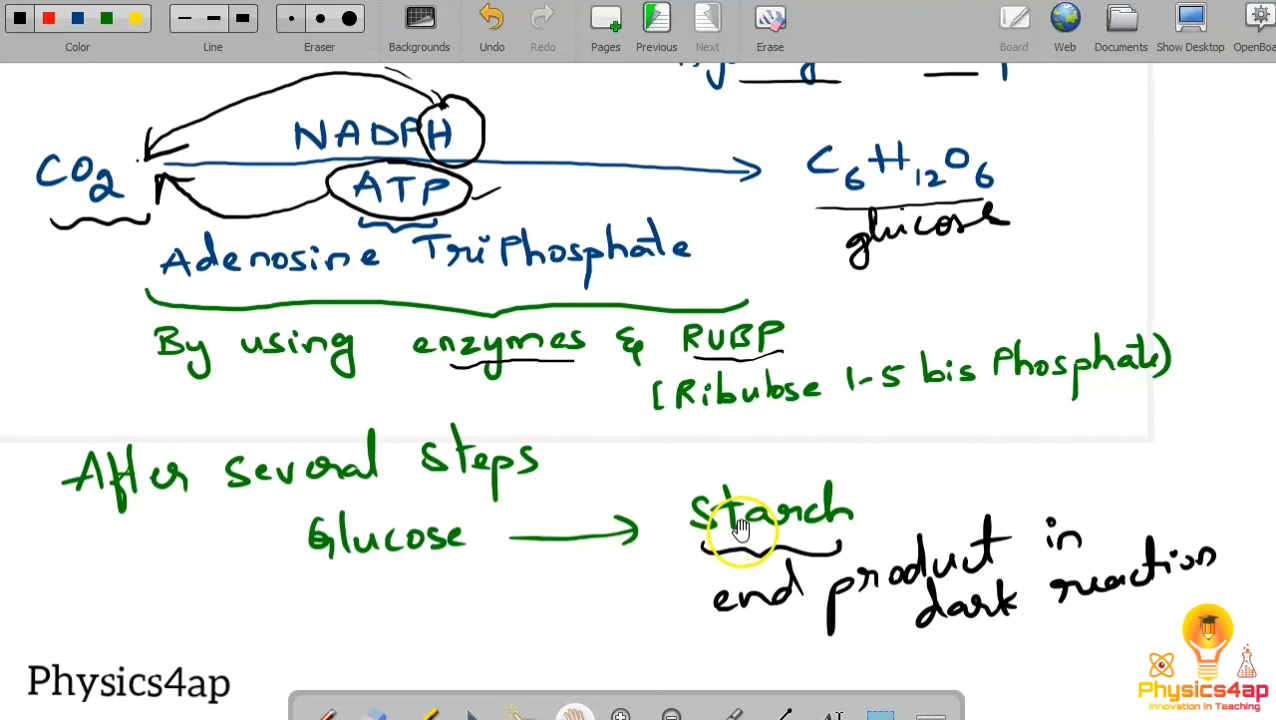 Color
Line
Eraser
Backgrounds
Undo
Redo
Pages
Previous
Next
Erase
Board
Web
Documents
Show Desktop
OpenBoa
NADPH
CO2
C6H12O6
ATP
glucose
Adenosine TriPhosphate
By using enzymes & RUBP
[Ribubse 1-5 bis Phosphate)
After several steps
Glucose
Starch
end product in
dark reaction
Physics4ap
Physics4ap
Innovation in Teaching